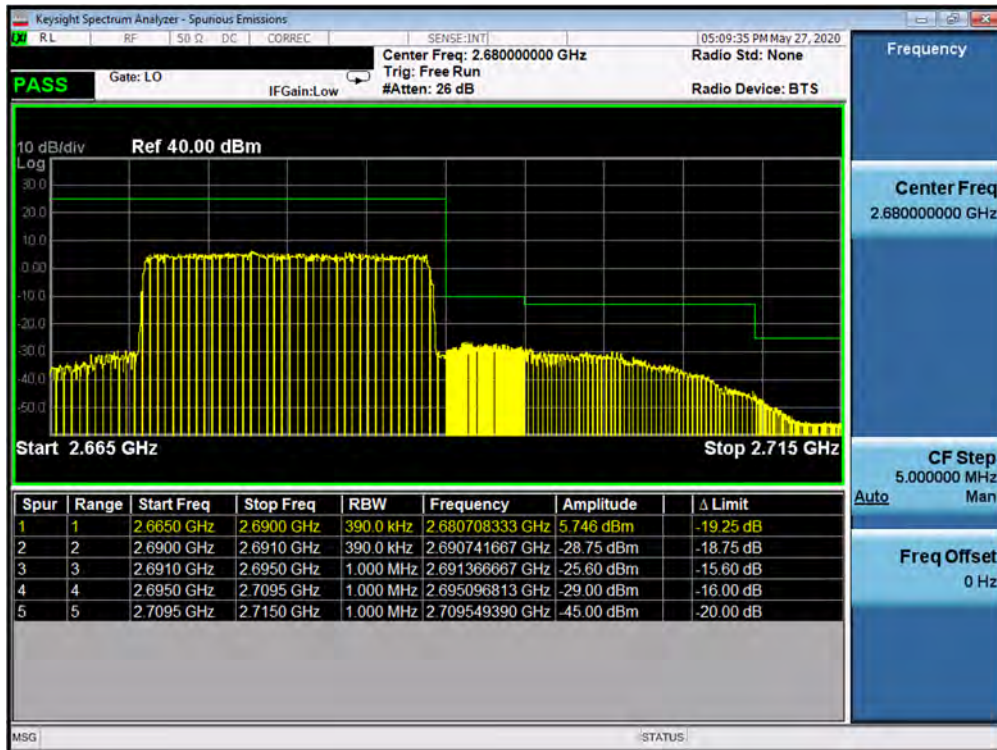 Keysight Spectrum Analyzer - Spurious Emissions
RL RF 50 Ω DC CORREC SENSE:INT 05:09:35 PM May 27, 2020
Center Freq: 2.680000000 GHz Radio Std: None
Trig: Free Run
PASS Gate: LO IFGain:Low #Atten: 26 dB Radio Device: BTS
10 dB/div Ref 40.00 dBm
Log
30.0
20.0
10.0
0.00
-10.0
-20.0
-30.0
-40.0
-50.0
Start 2.665 GHz Stop 2.715 GHz
Spur Range Start Freq Stop Freq RBW Frequency Amplitude Δ Limit
1 1 2.6650 GHz 2.6900 GHz 390.0 kHz 2.680708333 GHz 5.746 dBm -19.25 dB
2 2 2.6900 GHz 2.6910 GHz 390.0 kHz 2.690741667 GHz -28.75 dBm -18.75 dB
3 3 2.6910 GHz 2.6950 GHz 1.000 MHz 2.691366667 GHz -25.60 dBm -15.60 dB
4 4 2.6950 GHz 2.7095 GHz 1.000 MHz 2.695096813 GHz -29.00 dBm -16.00 dB
5 5 2.7095 GHz 2.7150 GHz 1.000 MHz 2.709549390 GHz -45.00 dBm -20.00 dB
MSG STATUS
Frequency
Center Freq
2.680000000 GHz
CF Step
5.000000 MHz
Auto Man
Freq Offset
0 Hz